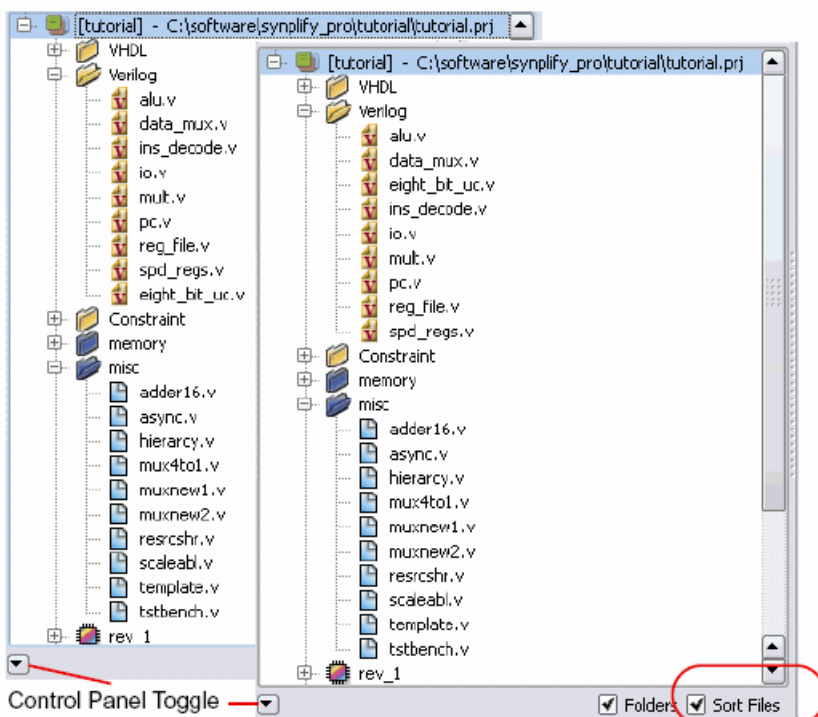 [tutorial] - C:\software\synplify_pro\tutorial\tutorial.prj
VHDL
Verilog
alu.v
data_mux.v
ins_decode.v
io.v
mult.v
pc.v
reg_file.v
spd_regs.v
eight_bit_uc.v
Constraint
memory
misc
adder16.v
async.v
hierarcy.v
mux4to1.v
muxnew1.v
muxnew2.v
resrcshr.v
scaleabl.v
template.v
tstbench.v
rev_1
Control Panel Toggle
[tutorial] - C:\software\synplify_pro\tutorial\tutorial.prj
VHDL
Verilog
alu.v
data_mux.v
eight_bit_uc.v
ins_decode.v
io.v
mult.v
pc.v
reg_file.v
spd_regs.v
Constraint
memory
misc
adder16.v
async.v
hierarcy.v
mux4to1.v
muxnew1.v
muxnew2.v
resrcshr.v
scaleabl.v
template.v
tstbench.v
rev_1
Folders Sort Files